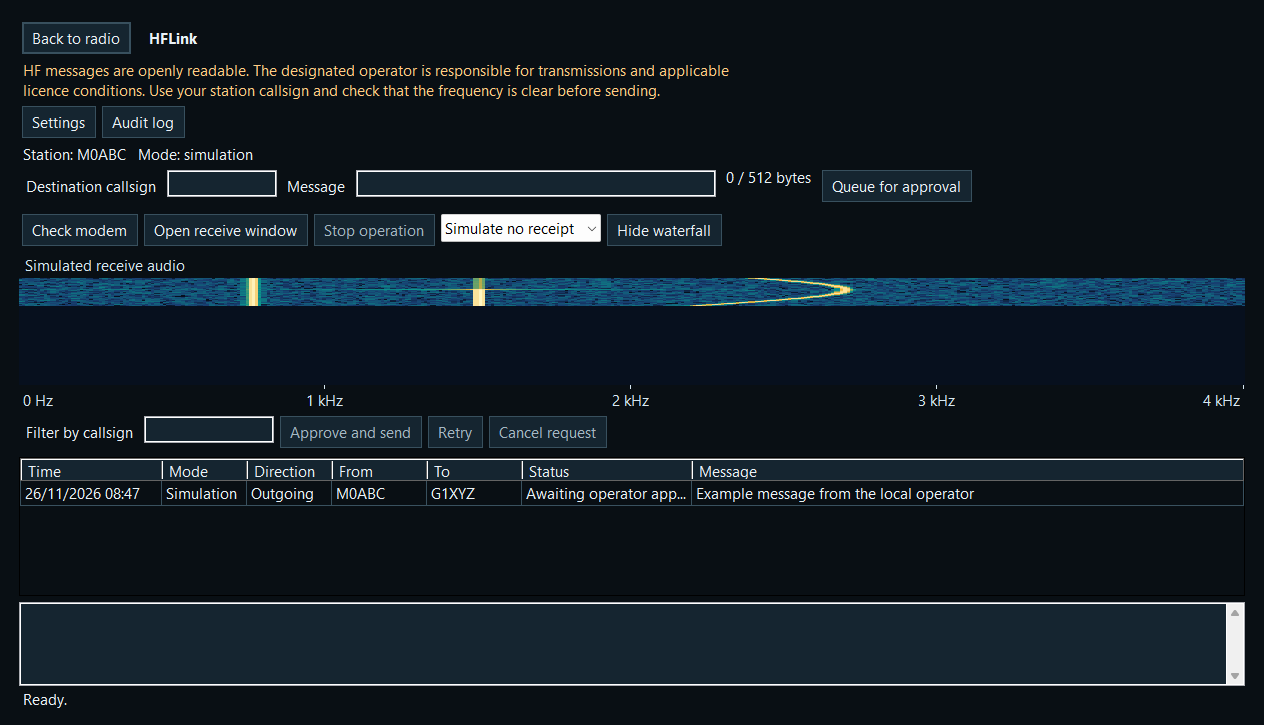 Back to radio HFLink
HF messages are openly readable. The designated operator is responsible for transmissions and applicable
licence conditions. Use your station callsign and check that the frequency is clear before sending.
Settings Audit log
Station: M0ABC Mode: simulation
Destination callsign Message 0 / 512 bytes Queue for approval
Check modem Open receive window Stop operation Simulate no receipt Hide waterfall
Simulated receive audio
0 Hz 1 kHz 2 kHz 3 kHz 4 kHz
Filter by callsign Approve and send Retry Cancel request
Time Mode Direction From To Status Message
26/11/2026 08:47 Simulation Outgoing M0ABC G1XYZ Awaiting operator app... Example message from the local operator
Ready.